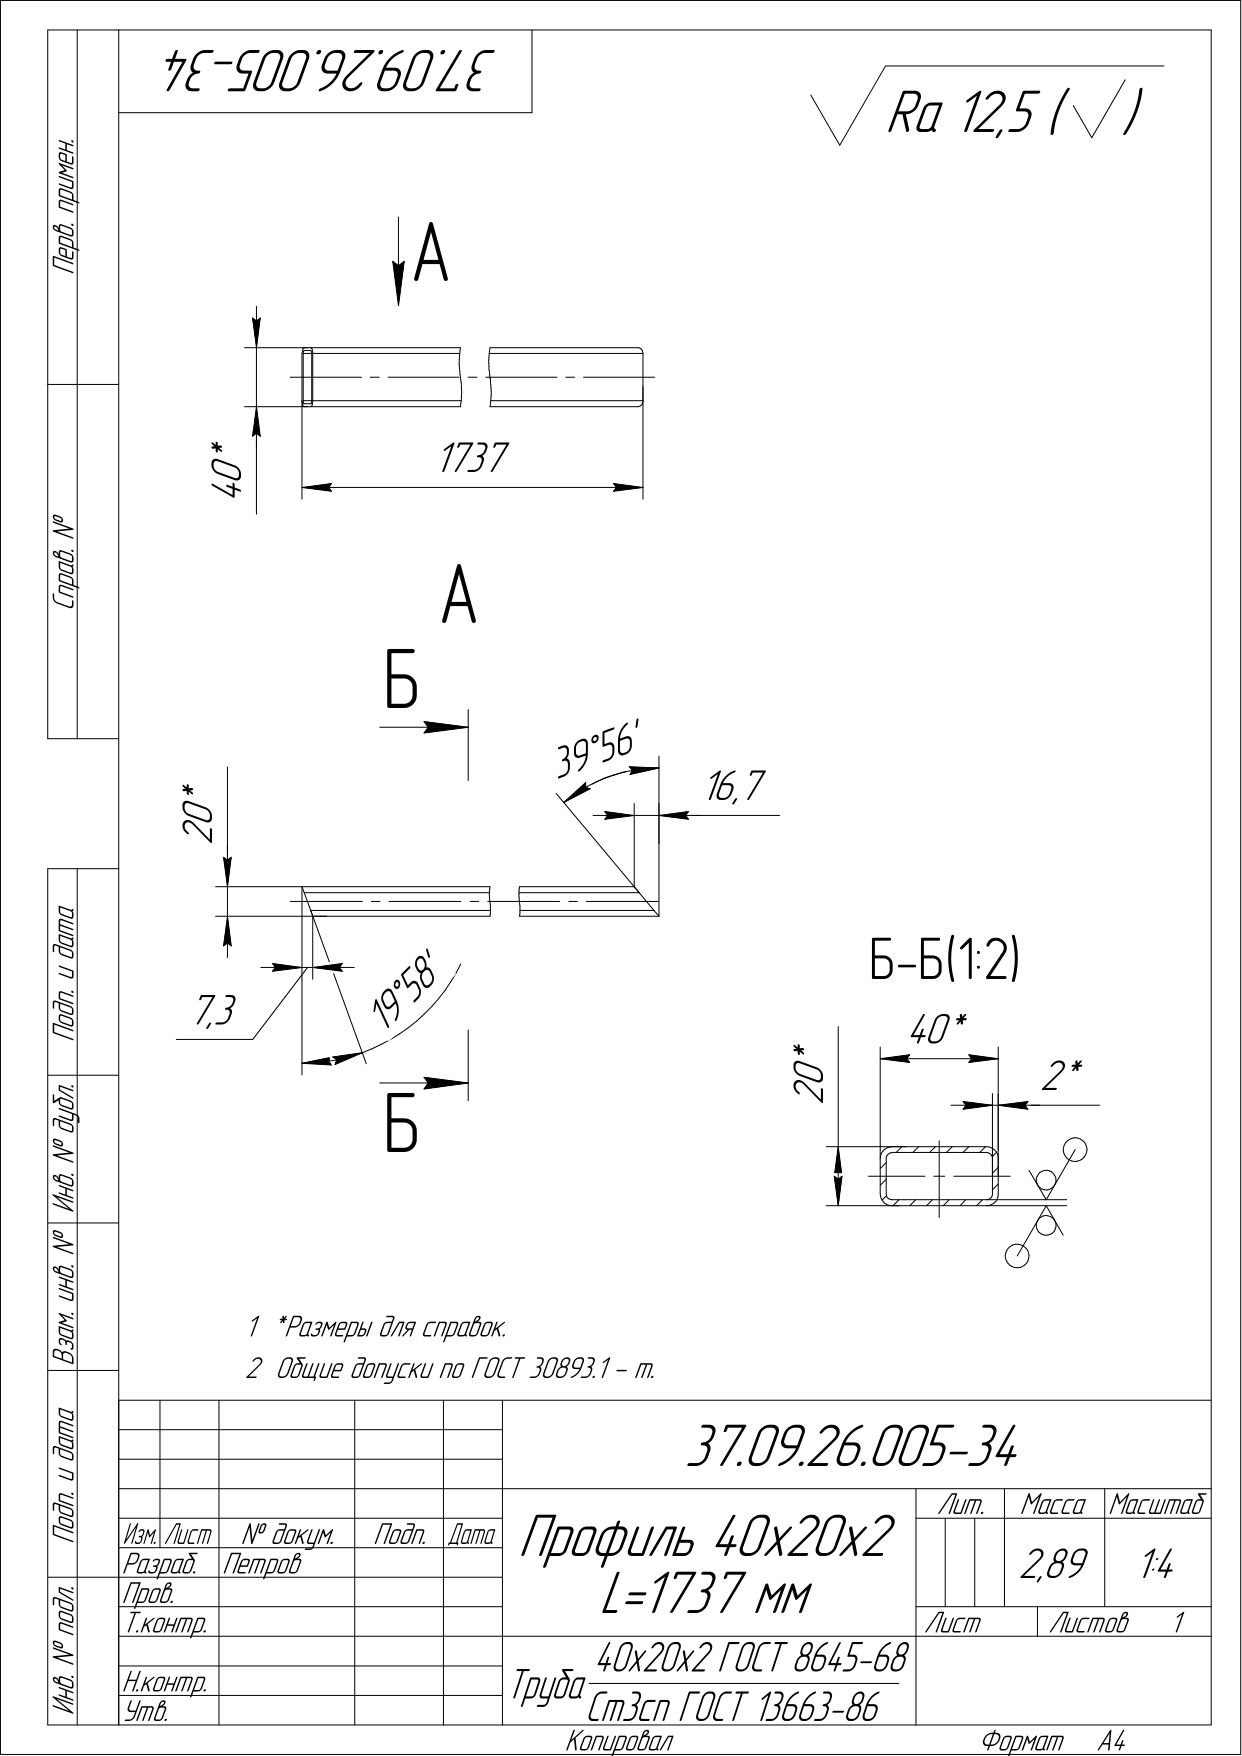 37.09.26.005-34
Ra 12,5 (√)
Перв. примен.
Справ. №
Подп. и дата
Инв. № дубл.
Взам. инв. №
Подп. и дата
Инв. № подл.
А
40*
1737
А
Б
39°56'
16,7
20*
7,3
19°58'
Б
Б-Б(1:2)
40*
20*
2*
1 *Размеры для справок.
2 Общие допуски по ГОСТ 30893.1 - т.
37.09.26.005-34
Изм. Лист № докум. Подп. Дата
Разраб. Петров
Пров.
Т.контр.
Н.контр.
Утв.
Профиль 40x20x2
L=1737 мм
Лит. Масса Масштаб
2,89 1:4
Лист Листов 1
Труба 40x20x2 ГОСТ 8645-68
Ст3сп ГОСТ 13663-86
Копировал Формат А4